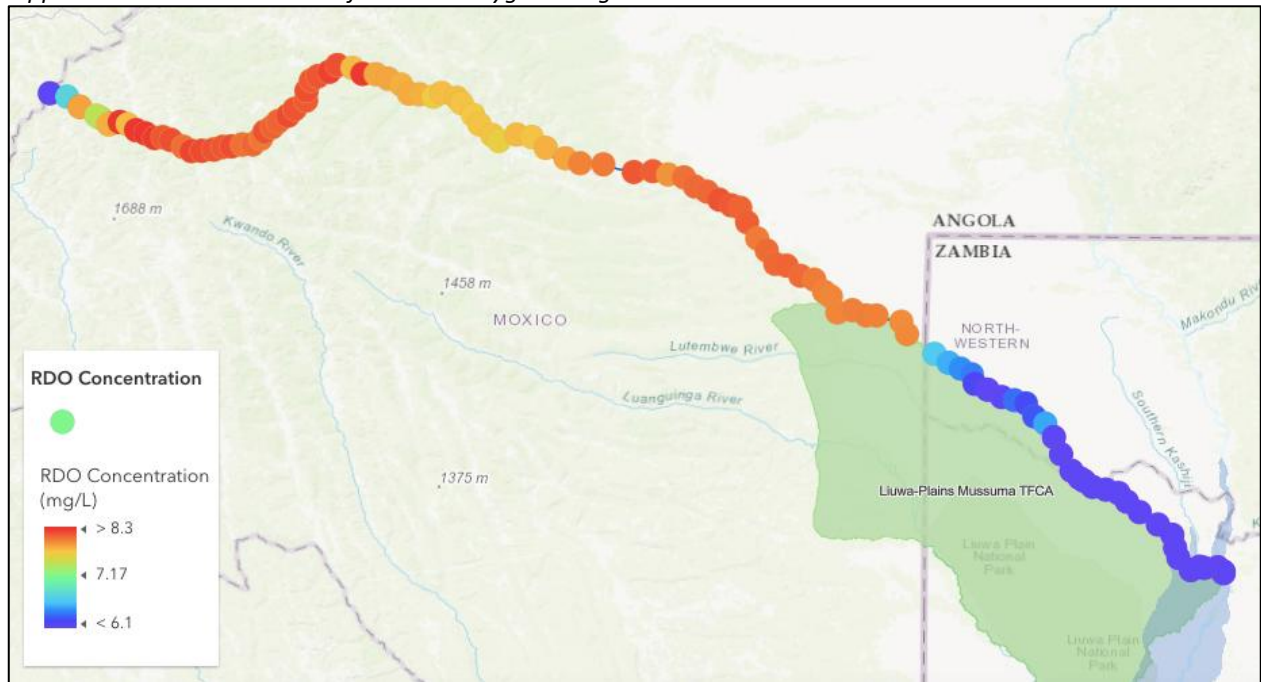 1688 m
Kwando River
ANGOLA
ZAMBIA
1458 m
MOXICO
NORTH-
WESTERN
Makondu Riv
Lutembwe River
Luanguinga River
Southern Kashiji
RDO Concentration
RDO Concentration
(mg/L)
> 8.3
7.17
< 6.1
1375 m
Liuwa-Plains Mussuma TFCA
Liuwa Plain
National
Park
Liuwa Plain
National
Park
K